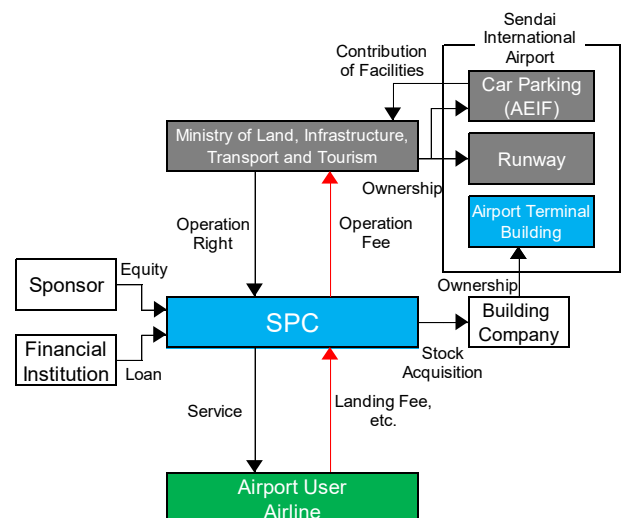 Sendai
International
Airport
Contribution
of Facilities
Car Parking
(AEIF)
Ministry of Land, Infrastructure,
Transport and Tourism
Runway
Ownership
Airport Terminal
Building
Operation
Right
Operation
Fee
Equity
Sponsor
Ownership
SPC
Building
Company
Financial
Institution
Loan
Stock
Acquisition
Service
Landing Fee,
etc.
Airport User
Airline